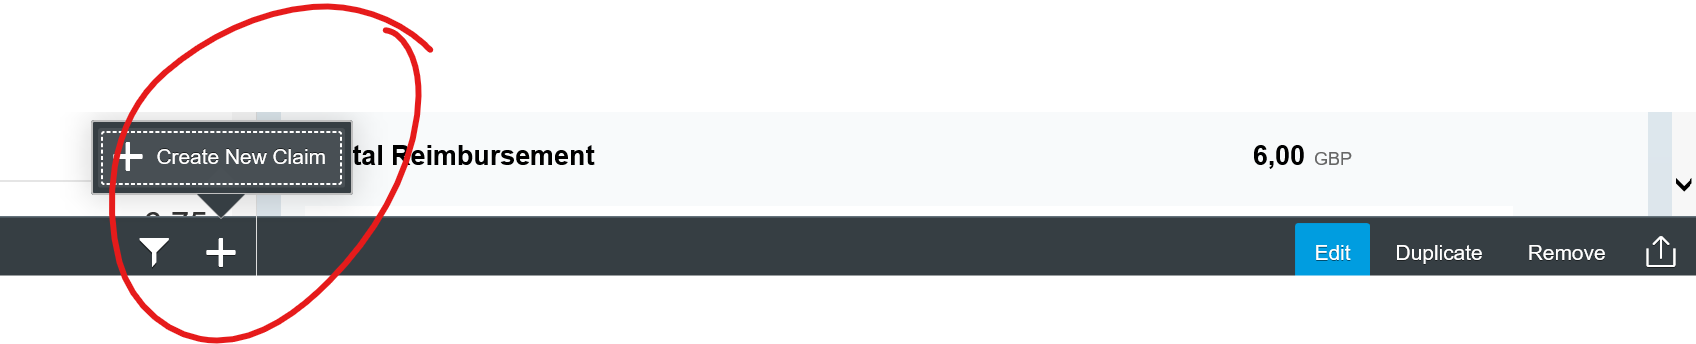 Create New Claim
tal Reimbursement 6,00 GBP
Edit Duplicate Remove